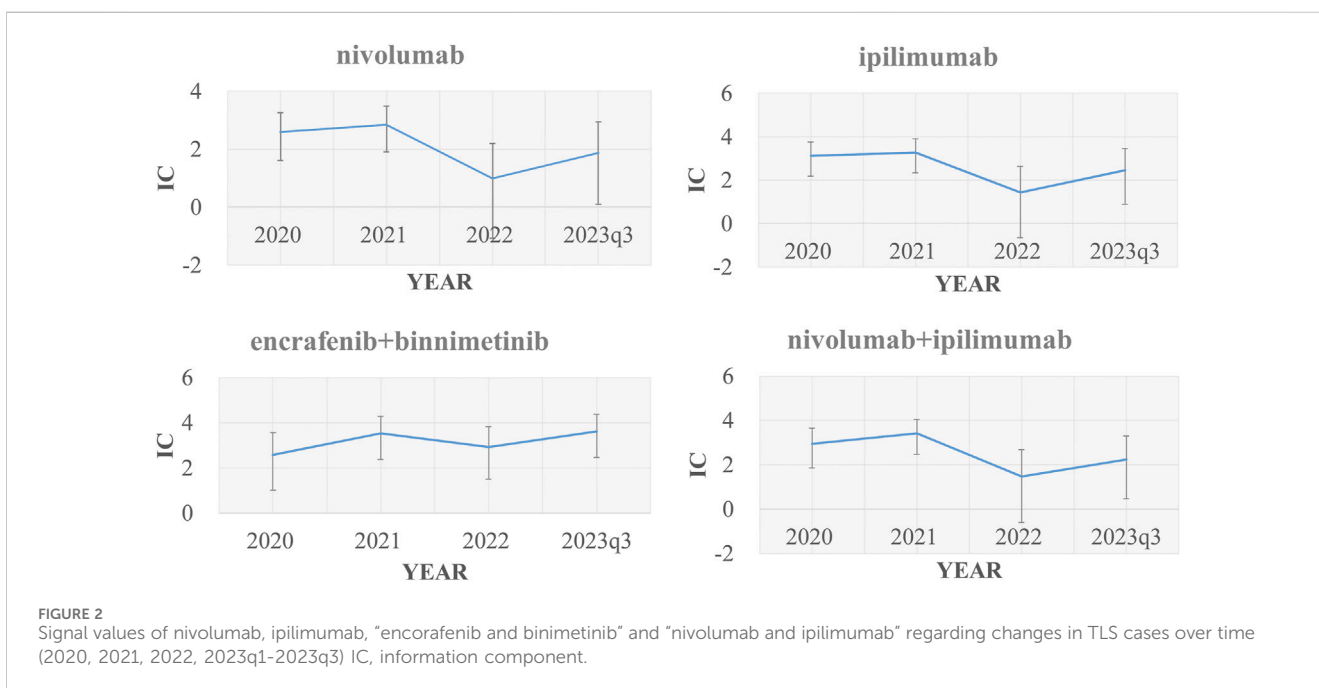 nivolumab
4
2
0
-2
IC
2020
2021
2022
2023q3
YEAR
ipilimumab
6
4
2
0
-2
IC
2020
2021
2022
2023q3
YEAR
encrafenib+binnimetinib
6
4
2
0
IC
2020
2021
2022
2023q3
YEAR
nivolumab+ipilimumab
6
4
2
0
-2
IC
2020
2021
2022
2023q3
YEAR
FIGURE 2
Signal values of nivolumab, ipilimumab, “encorafenib and binimetinib” and “nivolumab and ipilimumab” regarding changes in TLS cases over time
(2020, 2021, 2022, 2023q1-2023q3) IC, information component.